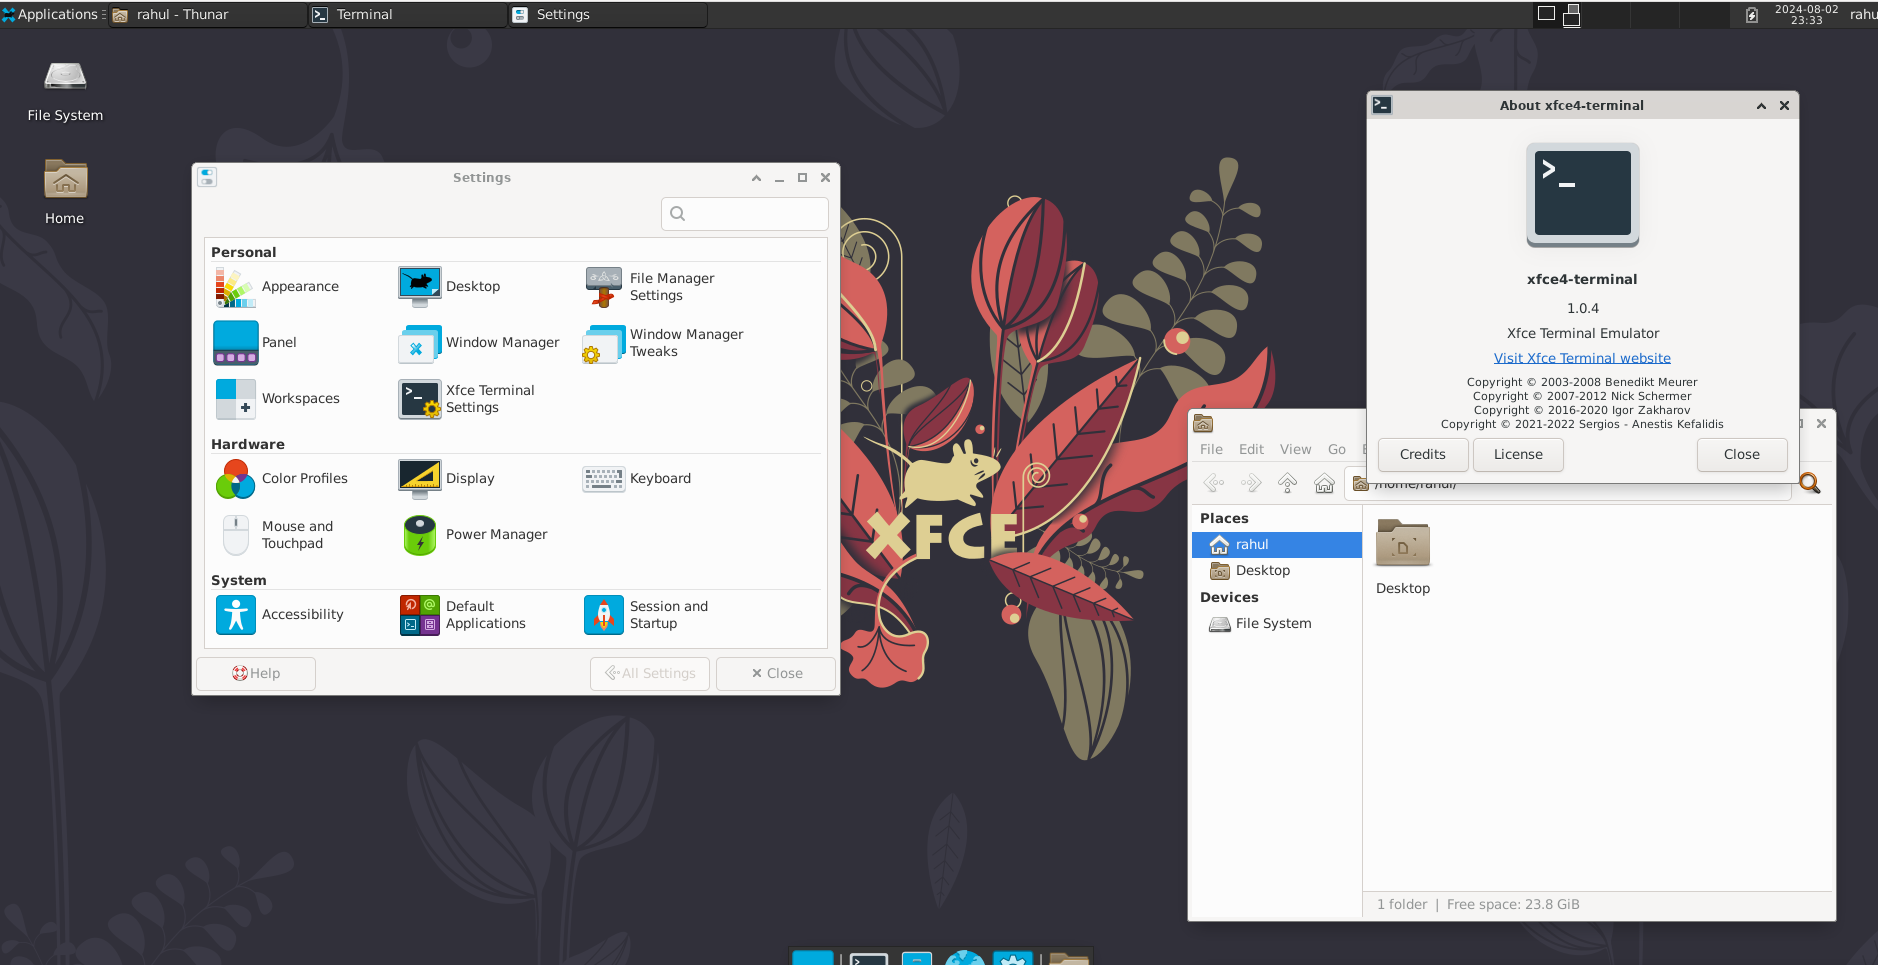 Applications
rahul - Thunar
Terminal
Settings
2024-08-02
23:33
rahu
File System
Home
Settings
Personal
Appearance
Desktop
File Manager
Settings
Panel
Window Manager
Window Manager
Tweaks
Workspaces
Xfce Terminal
Settings
Hardware
Color Profiles
Display
Keyboard
Mouse and
Touchpad
Power Manager
System
Accessibility
Default
Applications
Session and
Startup
Help
All Settings
Close
XFCE
About xfce4-terminal
xfce4-terminal
1.0.4
Xfce Terminal Emulator
Visit Xfce Terminal website
Copyright © 2003-2008 Benedikt Meurer
Copyright © 2007-2012 Nick Schermer
Copyright © 2016-2020 Igor Zakharov
Copyright © 2021-2022 Sergios - Anestis Kefalidis
Credits
License
Close
File Edit View Go
/home/rahul/
Places
rahul
Desktop
Devices
File System
Desktop
1 folder | Free space: 23.8 GiB